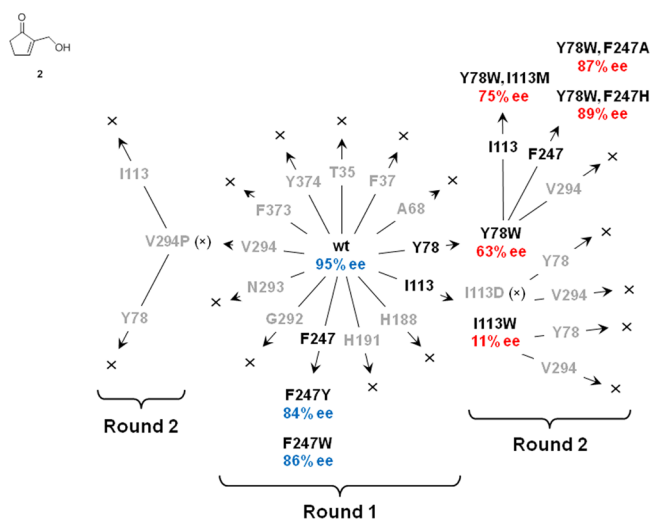 O
OH
2
Y78W, F247A
87% ee
Y78W, I113M
75% ee
Y78W, F247H
89% ee
I113
F247
V294
×
×
×
×
×
×
×
I113
T35
Y374
F37
F373
A68
V294P (×)
V294
wt
95% ee
Y78
Y78W
63% ee
Y78
×
N293
I113
I113D (×)
V294
×
×
Y78
G292
F247
H191
H188
I113W
11% ee
Y78
×
V294
×
×
×
×
×
F247Y
84% ee
F247W
86% ee
Round 2
Round 2
Round 1